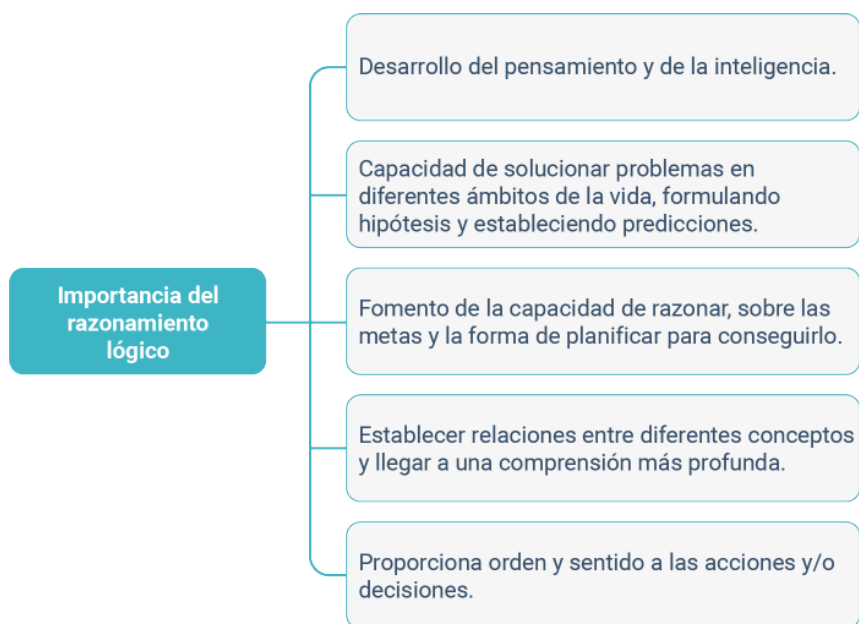 Desarrollo del pensamiento y de la inteligencia.
Capacidad de solucionar problemas en
diferentes ámbitos de la vida, formulando
hipótesis y estableciendo predicciones.
Importancia del
razonamiento
lógico
Fomento de la capacidad de razonar, sobre las
metas y la forma de planificar para conseguirlo.
Establecer relaciones entre diferentes conceptos
y llegar a una comprensión más profunda.
Proporciona orden y sentido a las acciones y/o
decisiones.